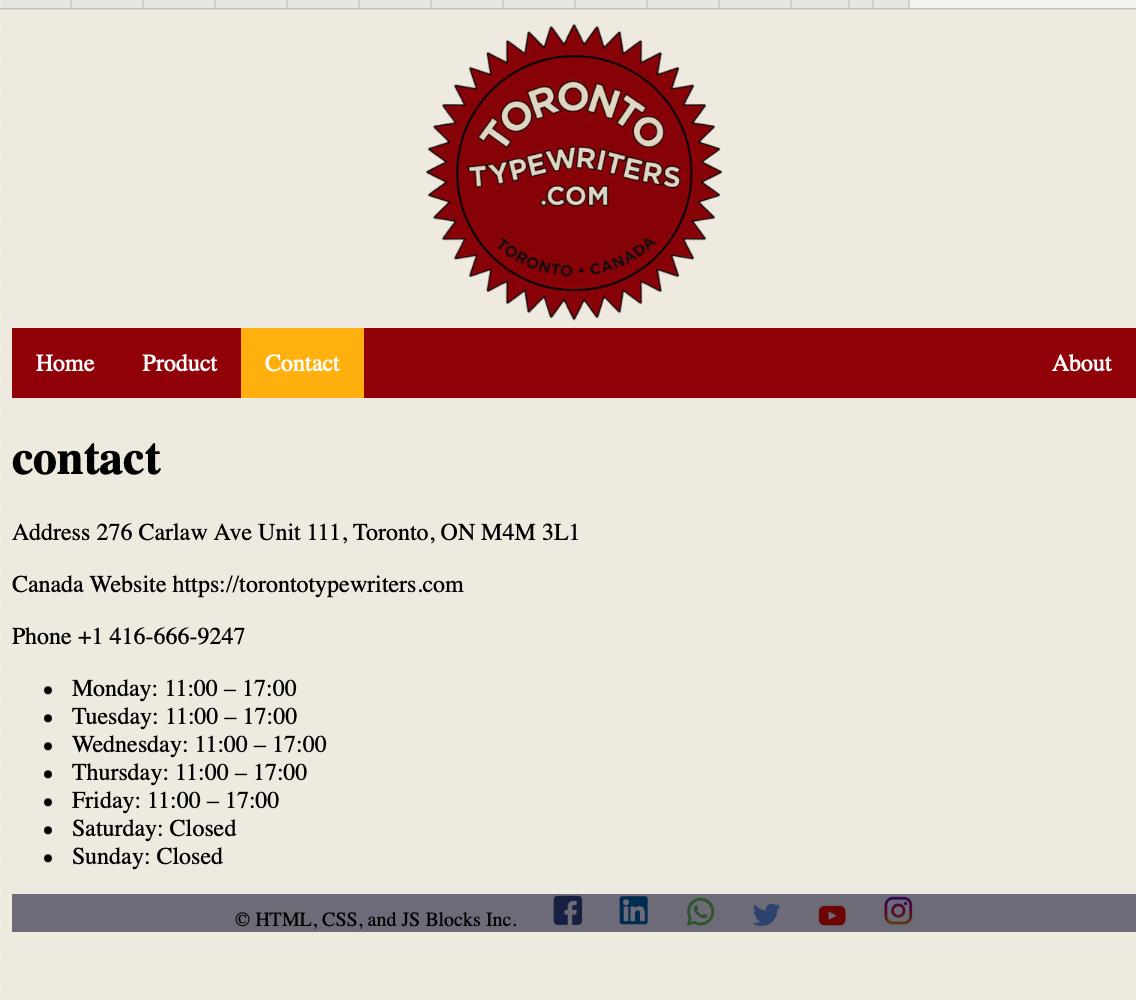 TORONTO
TYPEWRITERS
.COM
TORONTO • CANADA
Home Product Contact About
contact
Address 276 Carlaw Ave Unit 111, Toronto, ON M4M 3L1
Canada Website https://torontotypewriters.com
Phone +1 416-666-9247
• Monday: 11:00 – 17:00
• Tuesday: 11:00 – 17:00
• Wednesday: 11:00 – 17:00
• Thursday: 11:00 – 17:00
• Friday: 11:00 – 17:00
• Saturday: Closed
• Sunday: Closed
© HTML, CSS, and JS Blocks Inc.